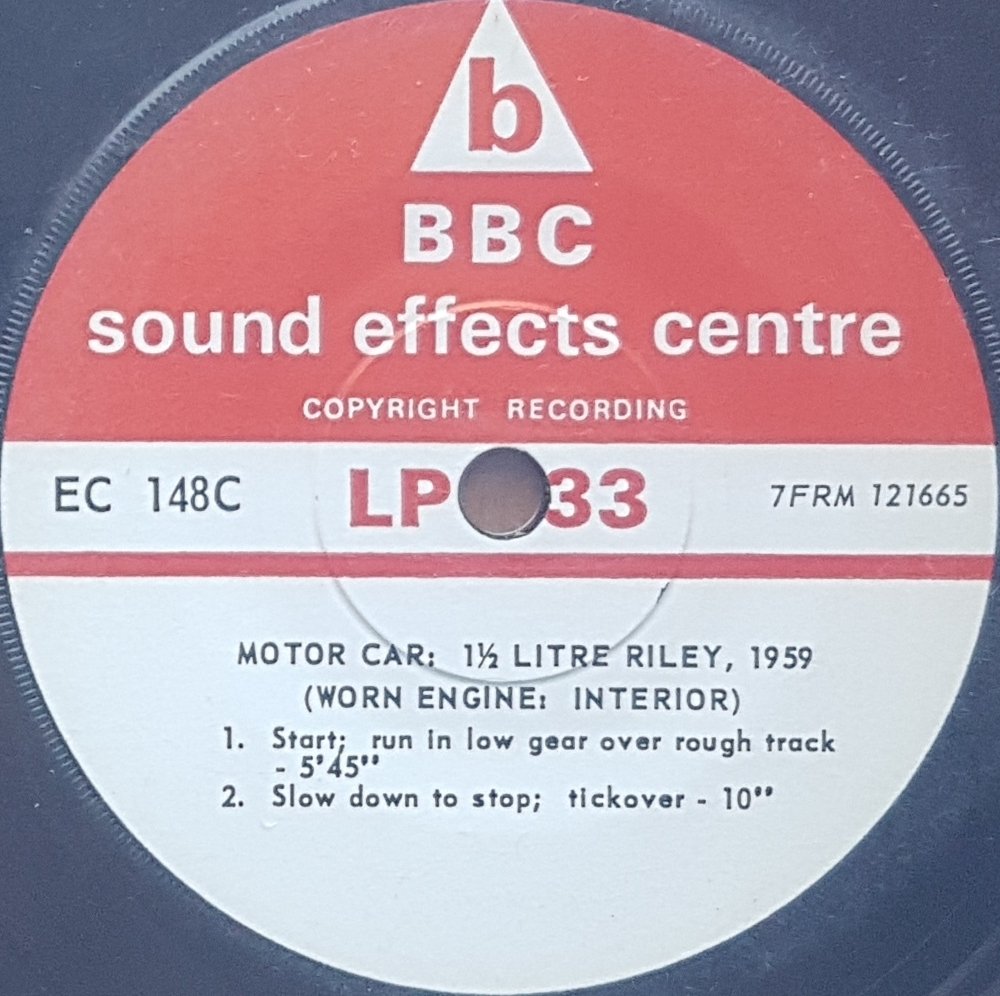 b
BBC
sound effects centre
COPYRIGHT RECORDING
EC 148C LP 33 7FRM 121665
MOTOR CAR: 1½ LITRE RILEY, 1959
(WORN ENGINE: INTERIOR)
1. Start; run in low gear over rough track
- 5'45"
2. Slow down to stop; tickover - 10"